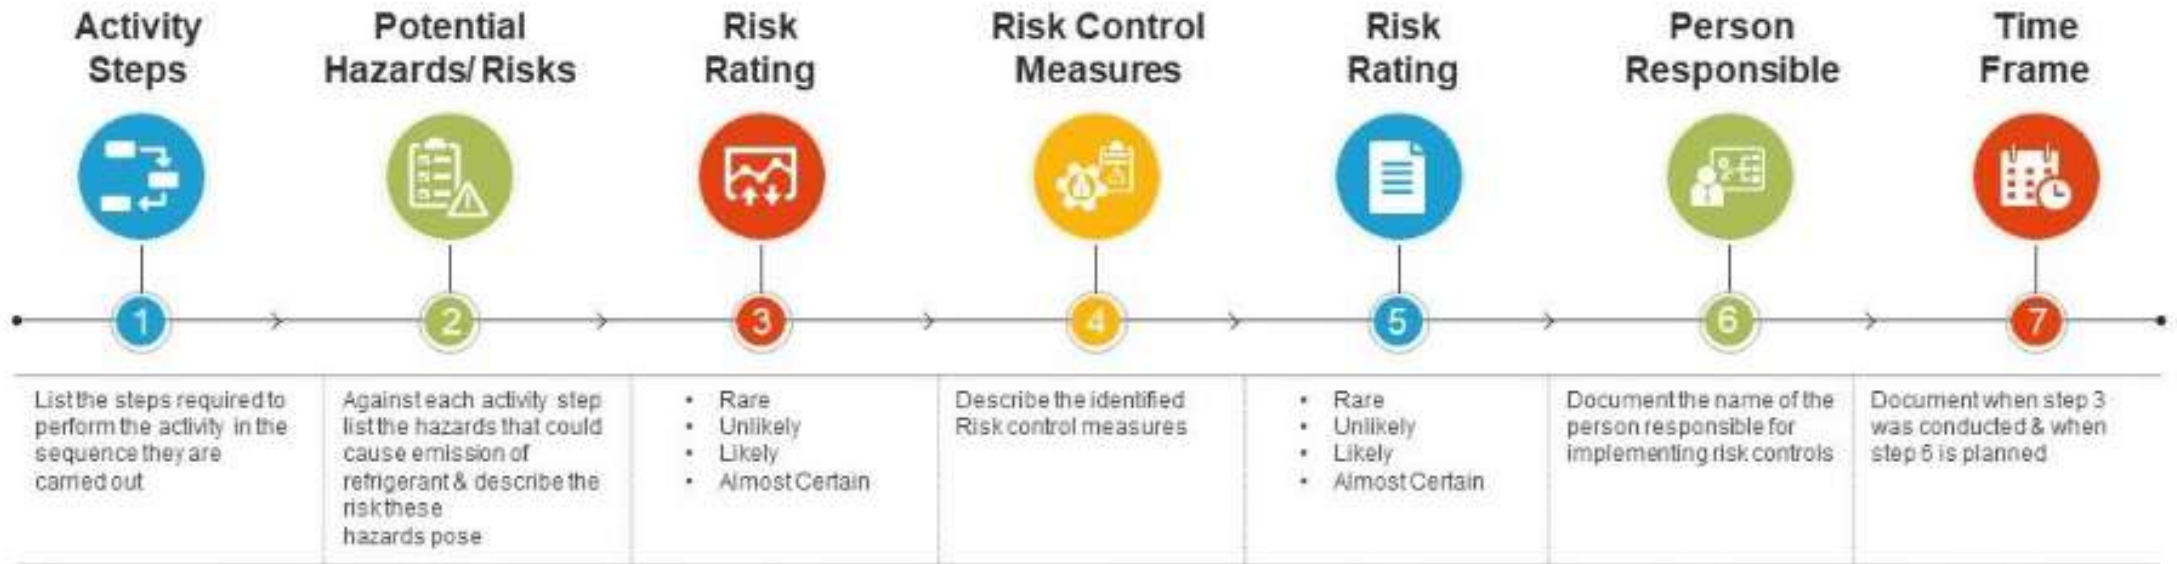 Activity
Steps
Potential
Hazards/Risks
Risk
Rating
Risk Control
Measures
Risk
Rating
Person
Responsible
Time
Frame
1
2
3
4
5
6
7
List the steps required to
perform the activity in the
sequence they are
carried out
Against each activity step
list the hazards that could
cause emission of
refrigerant & describe the
risk these
hazards pose
• Rare
• Unlikely
• Likely
• Almost Certain
Describe the identified
Risk control measures
• Rare
• Unlikely
• Likely
• Almost Certain
Document the name of the
person responsible for
implementing risk controls
Document when step 3
was conducted & when
step 6 is planned